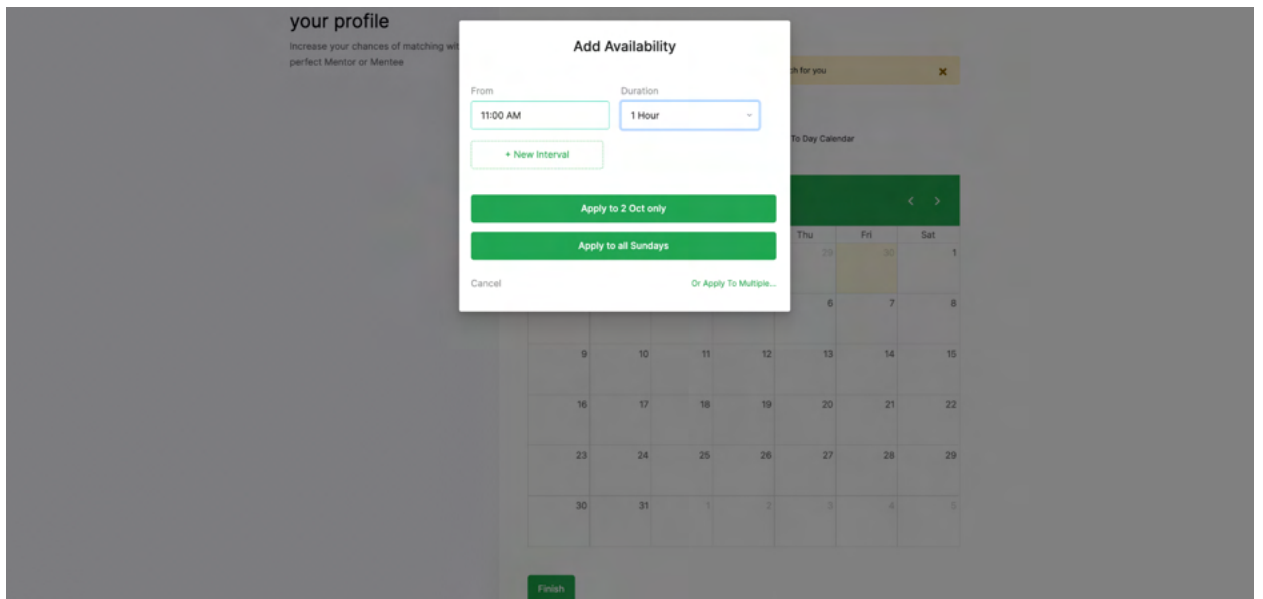 your profile
Increase your chances of matching wit
perfect Mentor or Mentee
Add Availability
From
Duration
11:00 AM
1 Hour
+ New Interval
Apply to 2 Oct only
Apply to all Sundays
Cancel
Or Apply To Multiple...
ch for you
To Day Calendar
Thu Fri Sat
29 30 1
6 7 8
9 10 11 12 13 14 15
16 17 18 19 20 21 22
23 24 25 26 27 28 29
30 31 1 2 3 4 5
Finish